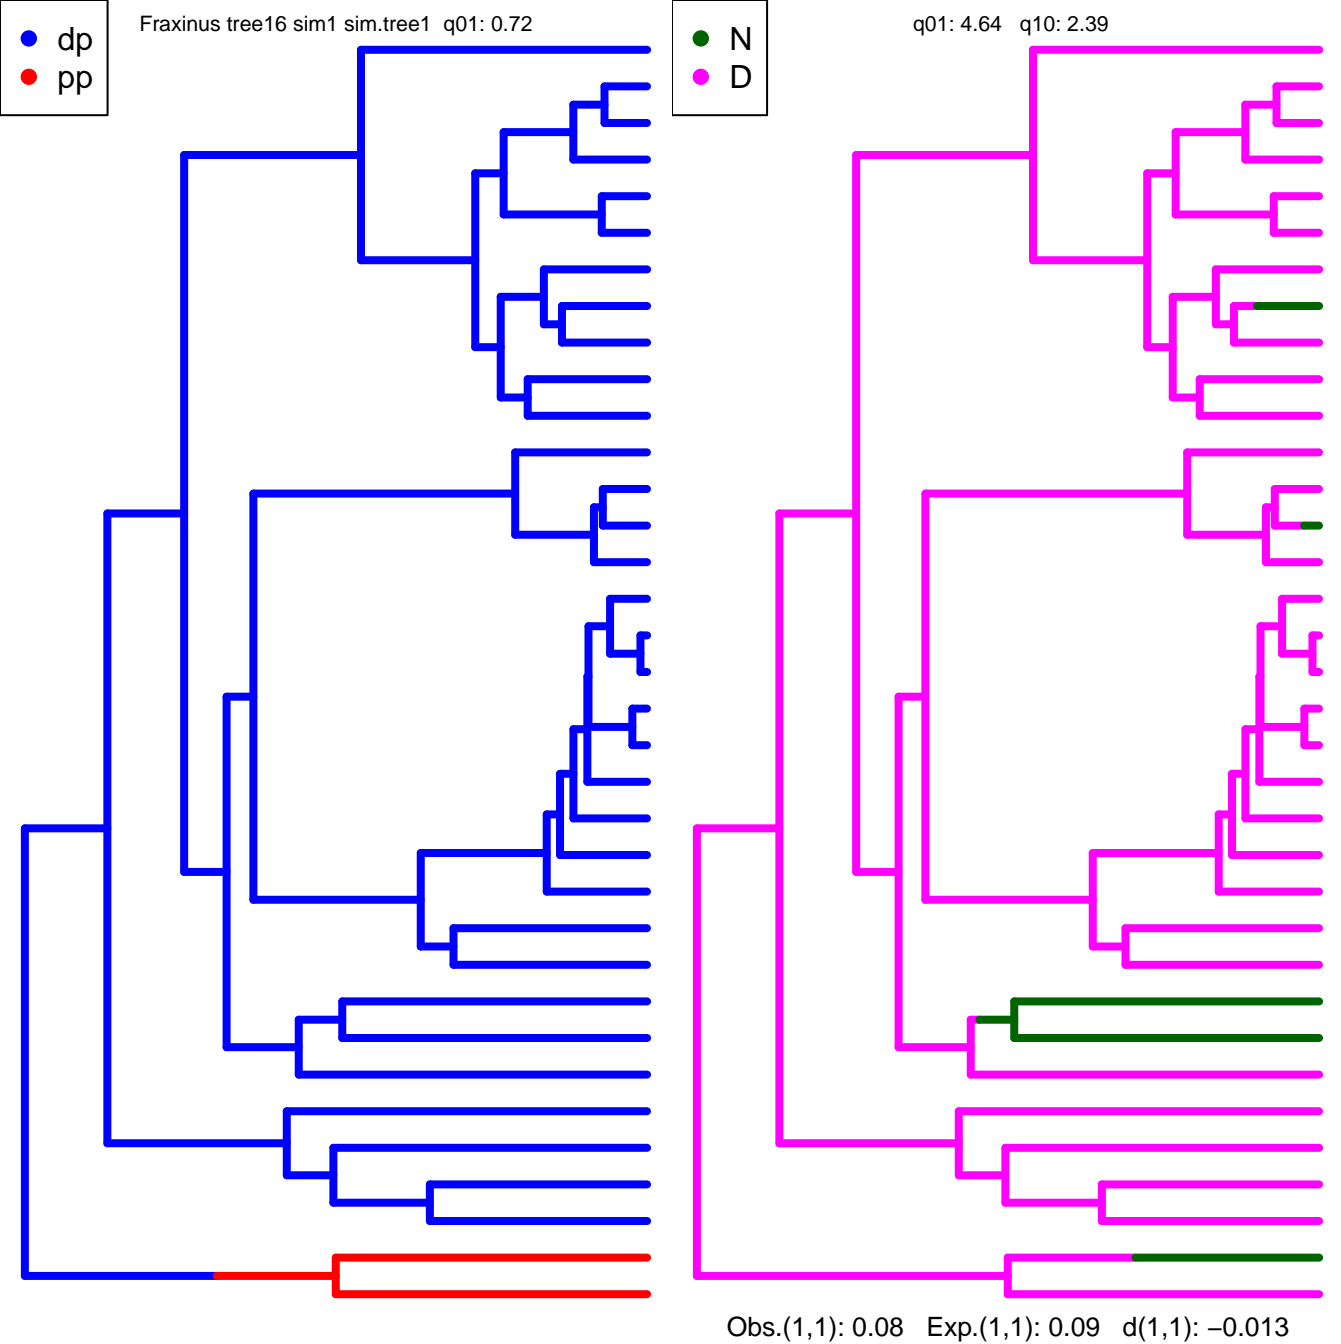 Fraxinus tree16 sim1 sim.tree1  q01: 0.72
dp
pp
q01: 4.64   q10: 2.39
N
D
Obs.(1,1): 0.08   Exp.(1,1): 0.09   d(1,1): −0.013